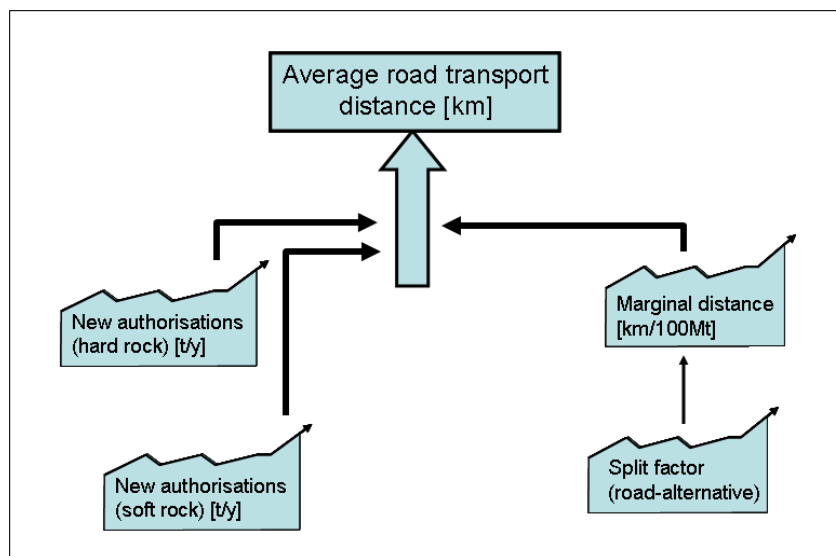 Average road transport
distance [km]
New authorisations
(hard rock) [t/y]
Marginal distance
[km/100Mt]
New authorisations
(soft rock) [t/y]
Split factor
(road-alternative)